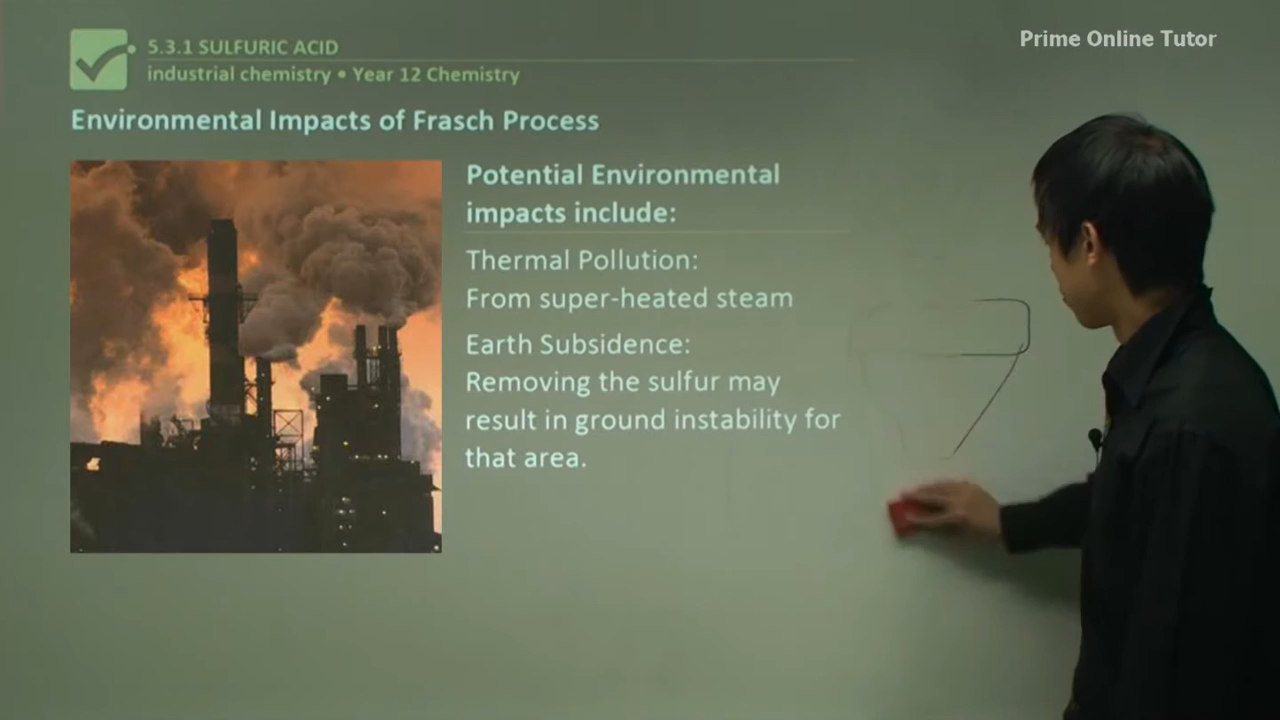 5.3.1 SULFURIC ACID
industrial chemistry • Year 12 Chemistry
Prime Online Tutor
Environmental Impacts of Frasch Process
Potential Environmental
impacts include:
Thermal Pollution:
From super-heated steam
Earth Subsidence:
Removing the sulfur may
result in ground instability for
that area.